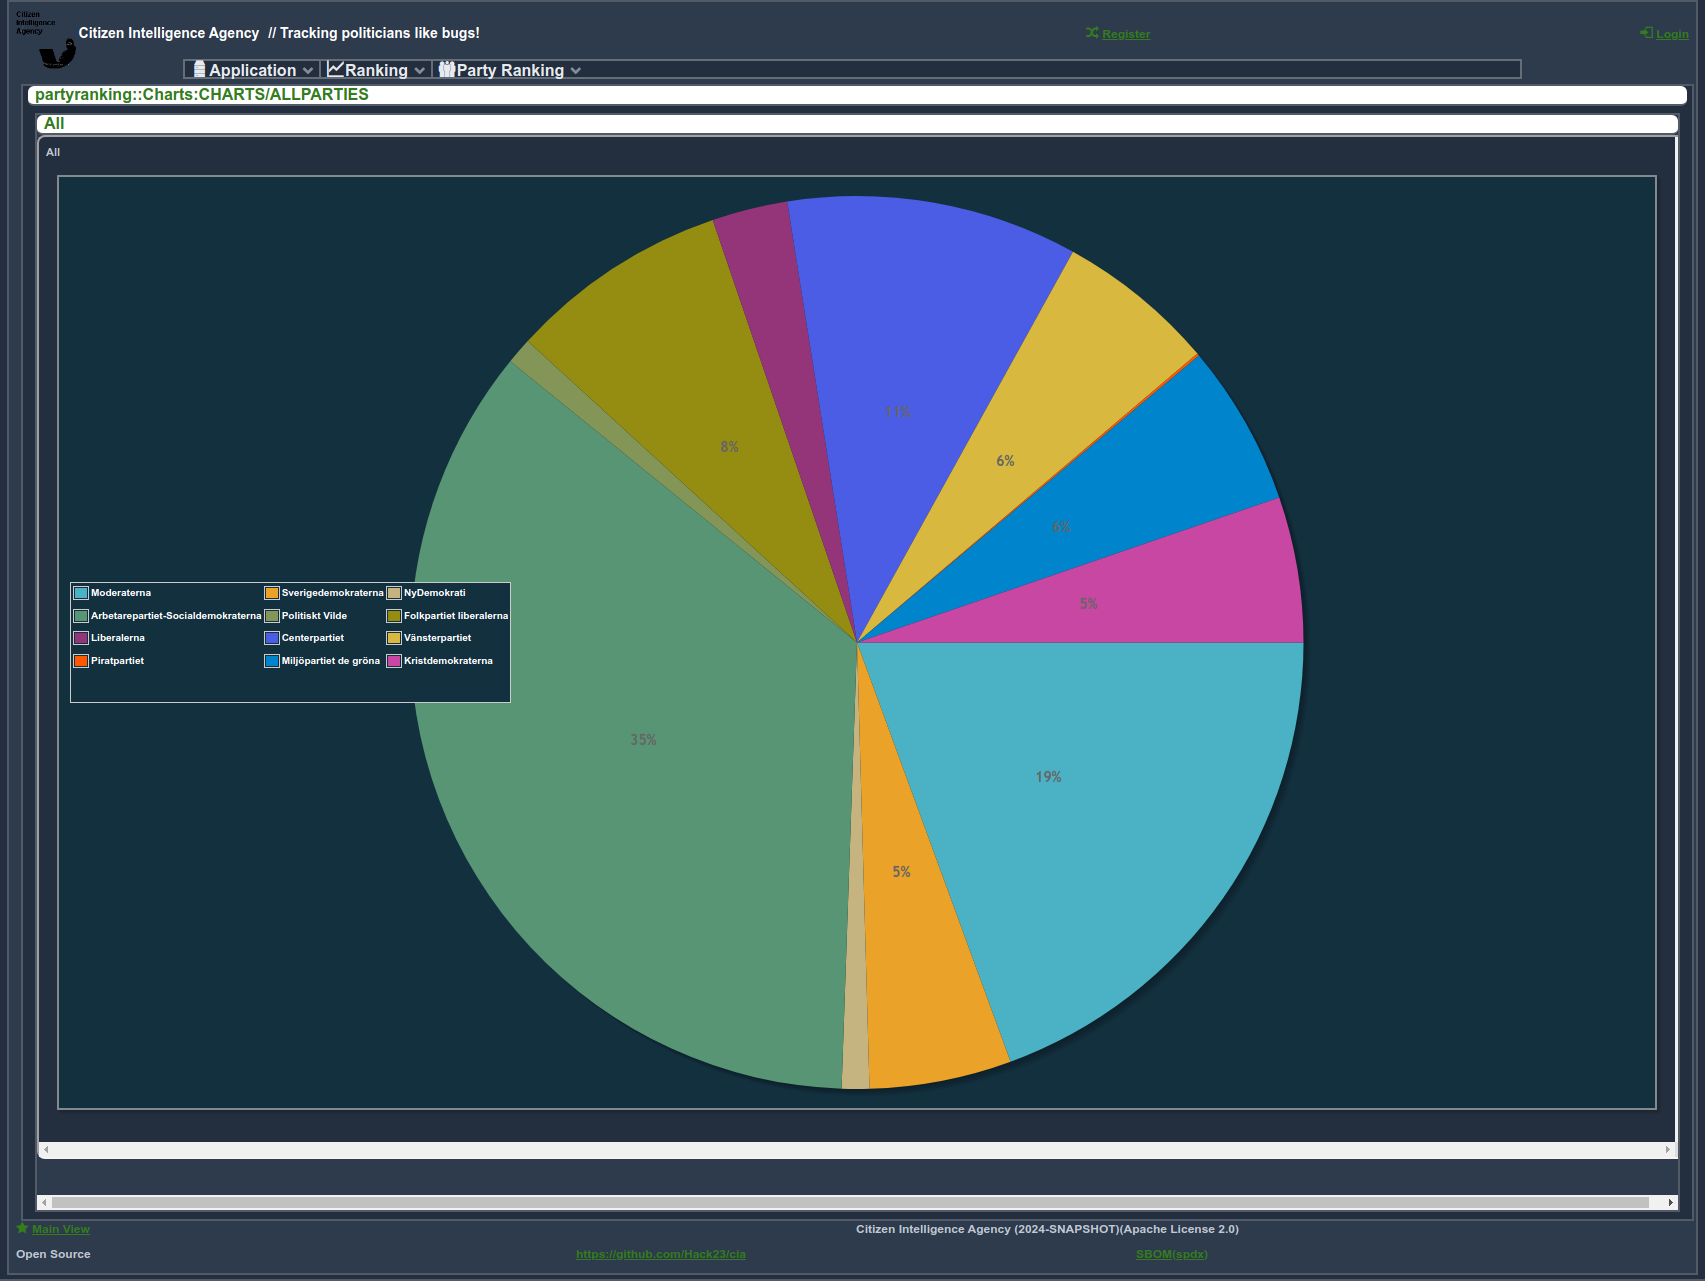 Citizen
Intelligence
Agency
Citizen Intelligence Agency // Tracking politicians like bugs!
Register
Login
Application
Ranking
Party Ranking
partyranking::Charts:CHARTS/ALLPARTIES
All
All
11%
8%
6%
6%
5%
Moderaterna
Sverigedemokraterna
NyDemokrati
Arbetarepartiet-Socialdemokraterna
Politiskt Vilde
Folkpartiet liberalerna
Liberalerna
Centerpartiet
Vänsterpartiet
Piratpartiet
Miljöpartiet de gröna
Kristdemokraterna
35%
19%
5%
Main View
Citizen Intelligence Agency (2024-SNAPSHOT)(Apache License 2.0)
Open Source
https://github.com/Hack23/cia
SBOM(spdx)